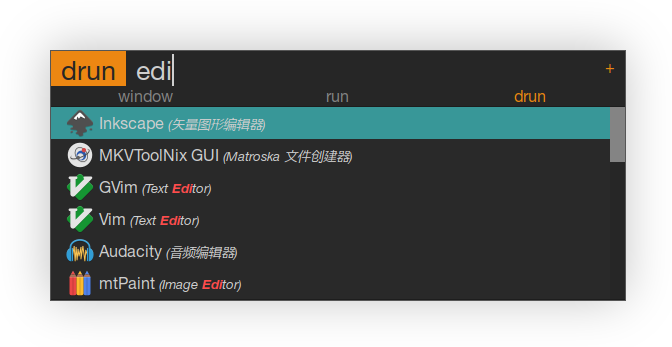 drun edi +
window run drun
Inkscape (矢量图形编辑器)
MKVToolNix GUI (Matroska 文件创建器)
GVim (Text Editor)
Vim (Text Editor)
Audacity (音频编辑器)
mtPaint (Image Editor)